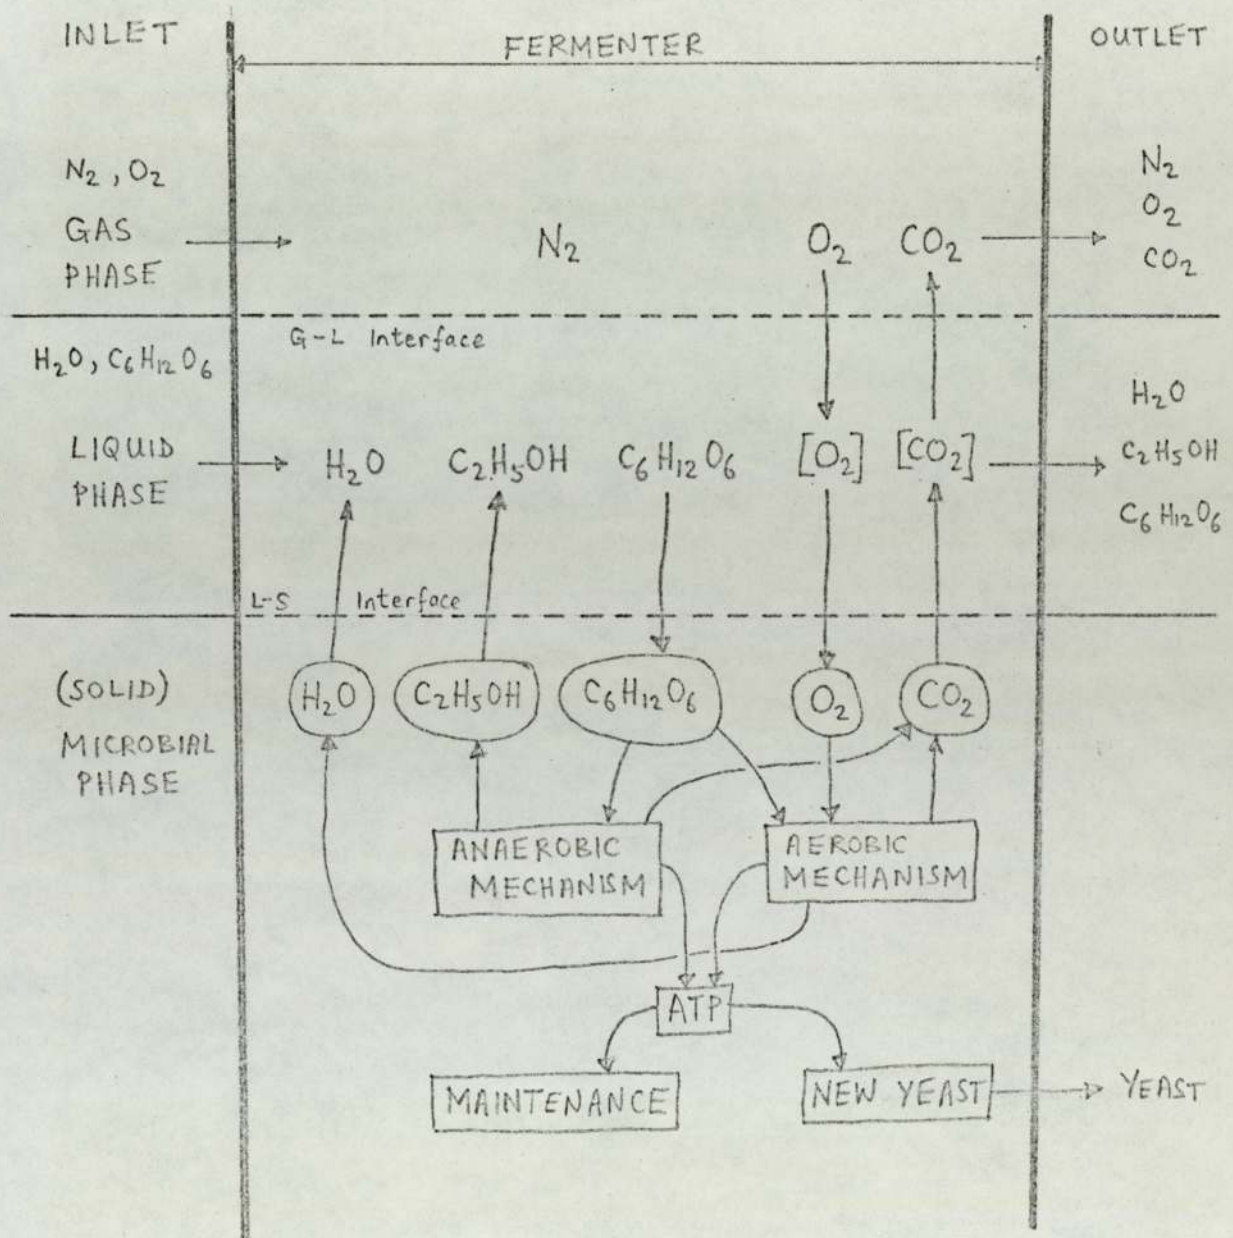 INLET
FERMENTER
OUTLET
N₂, O₂
GAS
PHASE
N₂
O₂
CO₂
N₂
O₂
CO₂
G-L Interface
H₂O, C₆H₁₂O₆
LIQUID
PHASE
H₂O
C₂H₅OH
C₆H₁₂O₆
[O₂]
[CO₂]
H₂O
C₂H₅OH
C₆H₁₂O₆
L-S Interface
(SOLID)
MICROBIAL
PHASE
H₂O
C₂H₅OH
C₆H₁₂O₆
O₂
CO₂
ANAEROBIC
MECHANISM
AEROBIC
MECHANISM
ATP
MAINTENANCE
NEW YEAST
YEAST